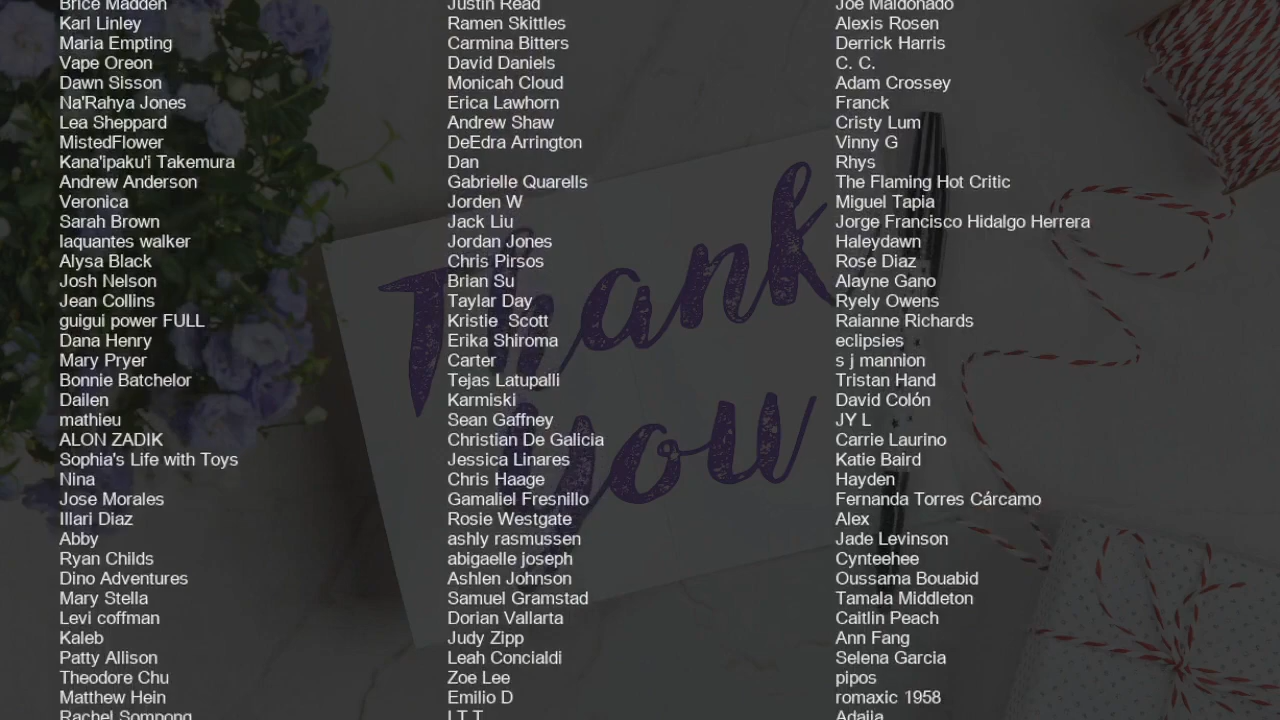 Brice Madden
Karl Linley
Maria Empting
Vape Oreon
Dawn Sisson
Na'Rahya Jones
Lea Sheppard
MistedFlower
Kana'ipaku'i Takemura
Andrew Anderson
Veronica
Sarah Brown
laquantes walker
Alysa Black
Josh Nelson
Jean Collins
guigui power FULL
Dana Henry
Mary Pryer
Bonnie Batchelor
Dailen
mathieu
ALON ZADIK
Sophia's Life with Toys
Nina
Jose Morales
Illari Diaz
Abby
Ryan Childs
Dino Adventures
Mary Stella
Levi coffman
Kaleb
Patty Allison
Theodore Chu
Matthew Hein
Rachel Sompong
Justin Read
Ramen Skittles
Carmina Bitters
David Daniels
Monicah Cloud
Erica Lawhorn
Andrew Shaw
DeEdra Arrington
Dan
Gabrielle Quarells
Jorden W
Jack Liu
Jordan Jones
Chris Pirsos
Brian Su
Taylar Day
Kristie  Scott
Erika Shiroma
Carter
Tejas Latupalli
Karmiski
Sean Gaffney
Christian De Galicia
Jessica Linares
Chris Haage
Gamaliel Fresnillo
Rosie Westgate
ashly rasmussen
abigaelle joseph
Ashlen Johnson
Samuel Gramstad
Dorian Vallarta
Judy Zipp
Leah Concialdi
Zoe Lee
Emilio D
LT T
Joe Maldonado
Alexis Rosen
Derrick Harris
C. C.
Adam Crossey
Franck
Cristy Lum
Vinny G
Rhys
The Flaming Hot Critic
Miguel Tapia
Jorge Francisco Hidalgo Herrera
Haleydawn
Rose Diaz
Alayne Gano
Ryely Owens
Raianne Richards
eclipsies
s j mannion
Tristan Hand
David Colón
JY L
Carrie Laurino
Katie Baird
Hayden
Fernanda Torres Cárcamo
Alex
Jade Levinson
Cynteehee
Oussama Bouabid
Tamala Middleton
Caitlin Peach
Ann Fang
Selena Garcia
pipos
romaxic 1958
Adajia
Thank
you